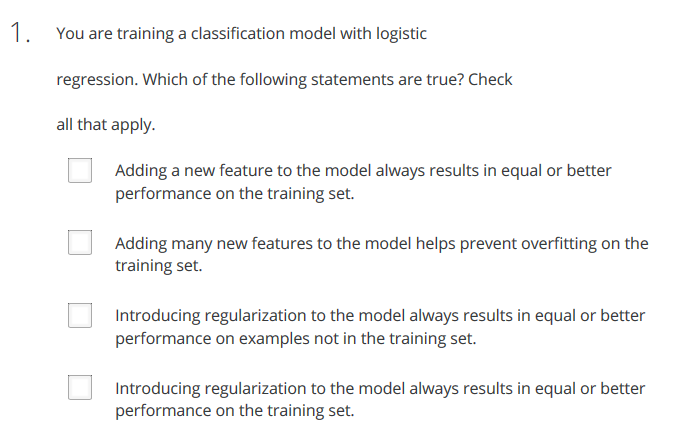 1. You are training a classification model with logistic
regression. Which of the following statements are true? Check
all that apply.
Adding a new feature to the model always results in equal or better
performance on the training set.
Adding many new features to the model helps prevent overfitting on the
training set.
Introducing regularization to the model always results in equal or better
performance on examples not in the training set.
Introducing regularization to the model always results in equal or better
performance on the training set.